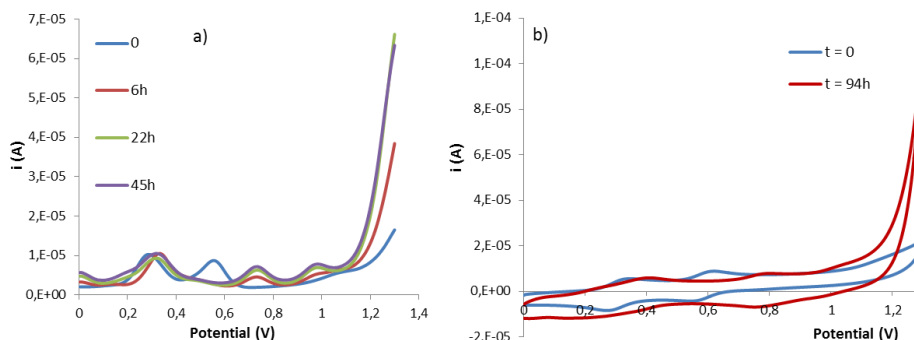 a)
7,E-05
6,E-05
5,E-05
4,E-05
3,E-05
2,E-05
1,E-05
0,E+00
i (A)
0
6h
22h
45h
0 0,2 0,4 0,6 0,8 1 1,2 1,4
Potential (V)
b)
1,E-04
1,E-04
8,E-05
6,E-05
4,E-05
2,E-05
0,E+00
-2,E-05
i (A)
t = 0
t = 94h
0 0,2 0,4 0,6 0,8 1 1,2
Potential (V)